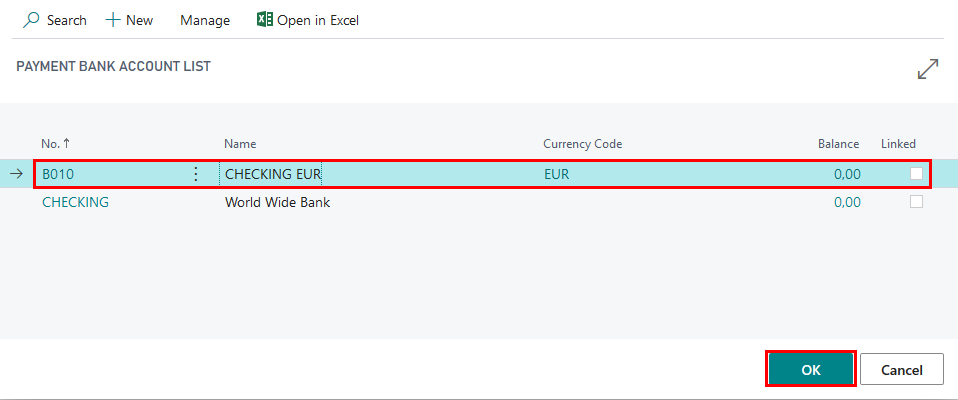 Search New Manage Open in Excel
PAYMENT BANK ACCOUNT LIST
No. ↑ Name Currency Code Balance Linked
B010 CHECKING EUR EUR 0,00
CHECKING World Wide Bank 0,00
OK Cancel